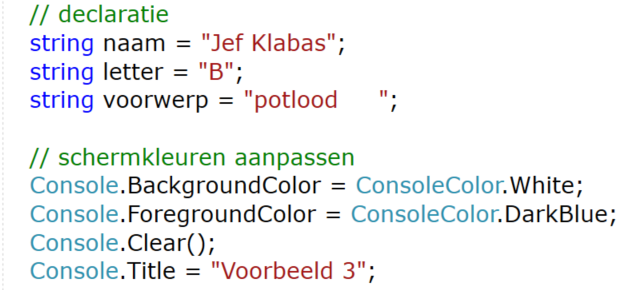 // declaratie
string naam = "Jef Klabas";
string letter = "B";
string voorwerp = "potlood     ";
// schermkleuren aanpassen
Console.BackgroundColor = ConsoleColor.White;
Console.ForegroundColor = ConsoleColor.DarkBlue;
Console.Clear();
Console.Title = "Voorbeeld 3";